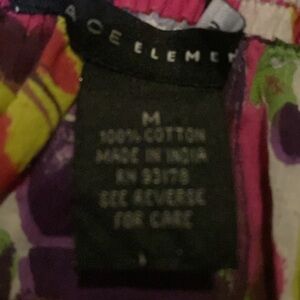 ACE ELEMEN
M
100% COTTON
MADE IN INDIA
RN 93178
SEE REVERSE
FOR CARE